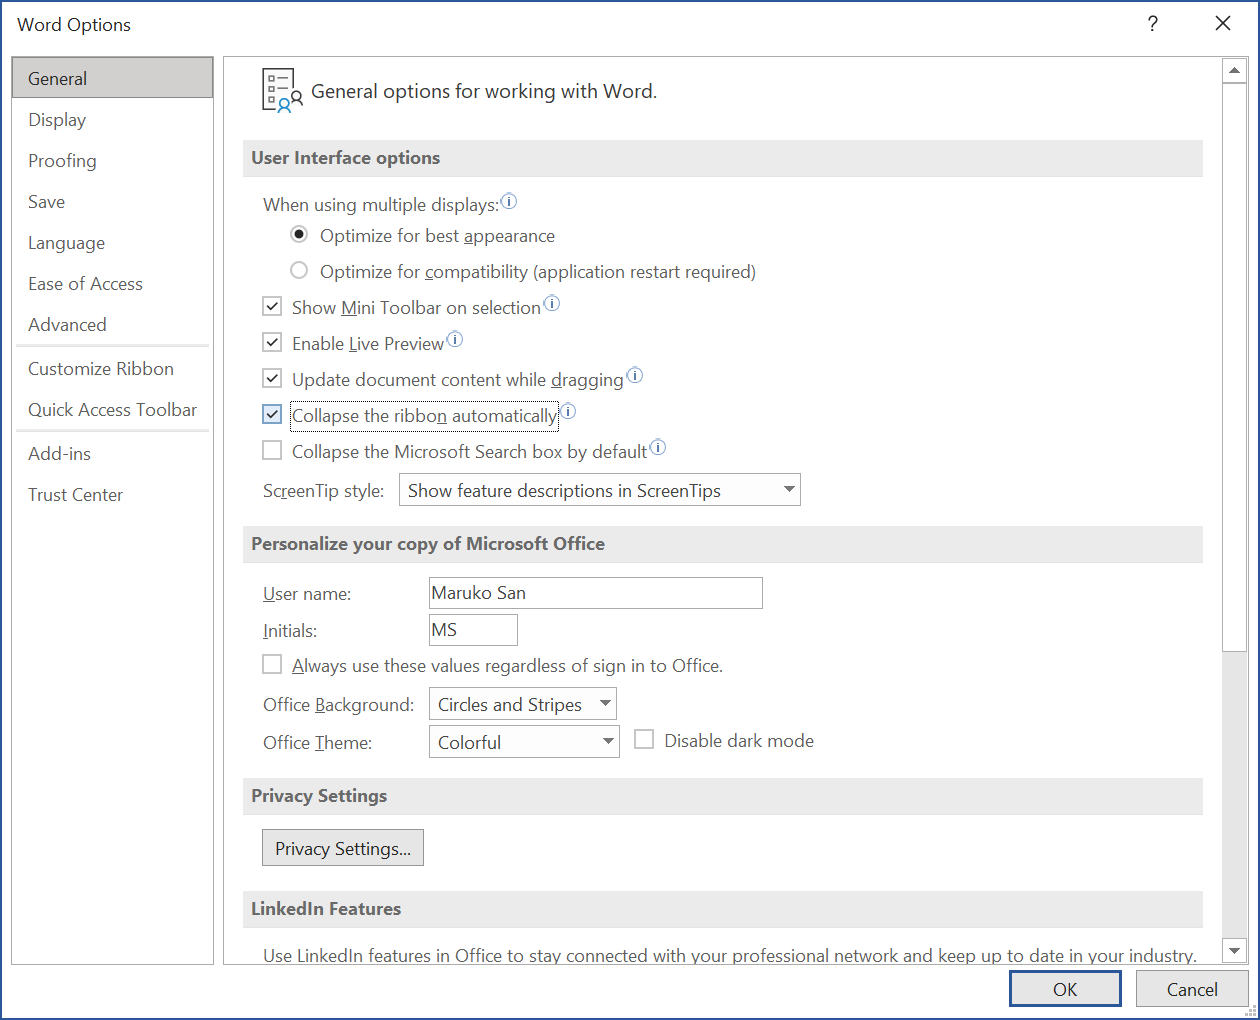 Word Options
?
General
Display
Proofing
Save
Language
Ease of Access
Advanced
Customize Ribbon
Quick Access Toolbar
Add-ins
Trust Center
General options for working with Word.
User Interface options
When using multiple displays:
Optimize for best appearance
Optimize for compatibility (application restart required)
Show Mini Toolbar on selection
Enable Live Preview
Update document content while dragging
Collapse the ribbon automatically
Collapse the Microsoft Search box by default
ScreenTip style: Show feature descriptions in ScreenTips
Personalize your copy of Microsoft Office
User name: Maruko San
Initials: MS
Always use these values regardless of sign in to Office.
Office Background: Circles and Stripes
Office Theme: Colorful Disable dark mode
Privacy Settings
Privacy Settings...
LinkedIn Features
Use LinkedIn features in Office to stay connected with your professional network and keep up to date in your industry.
OK Cancel